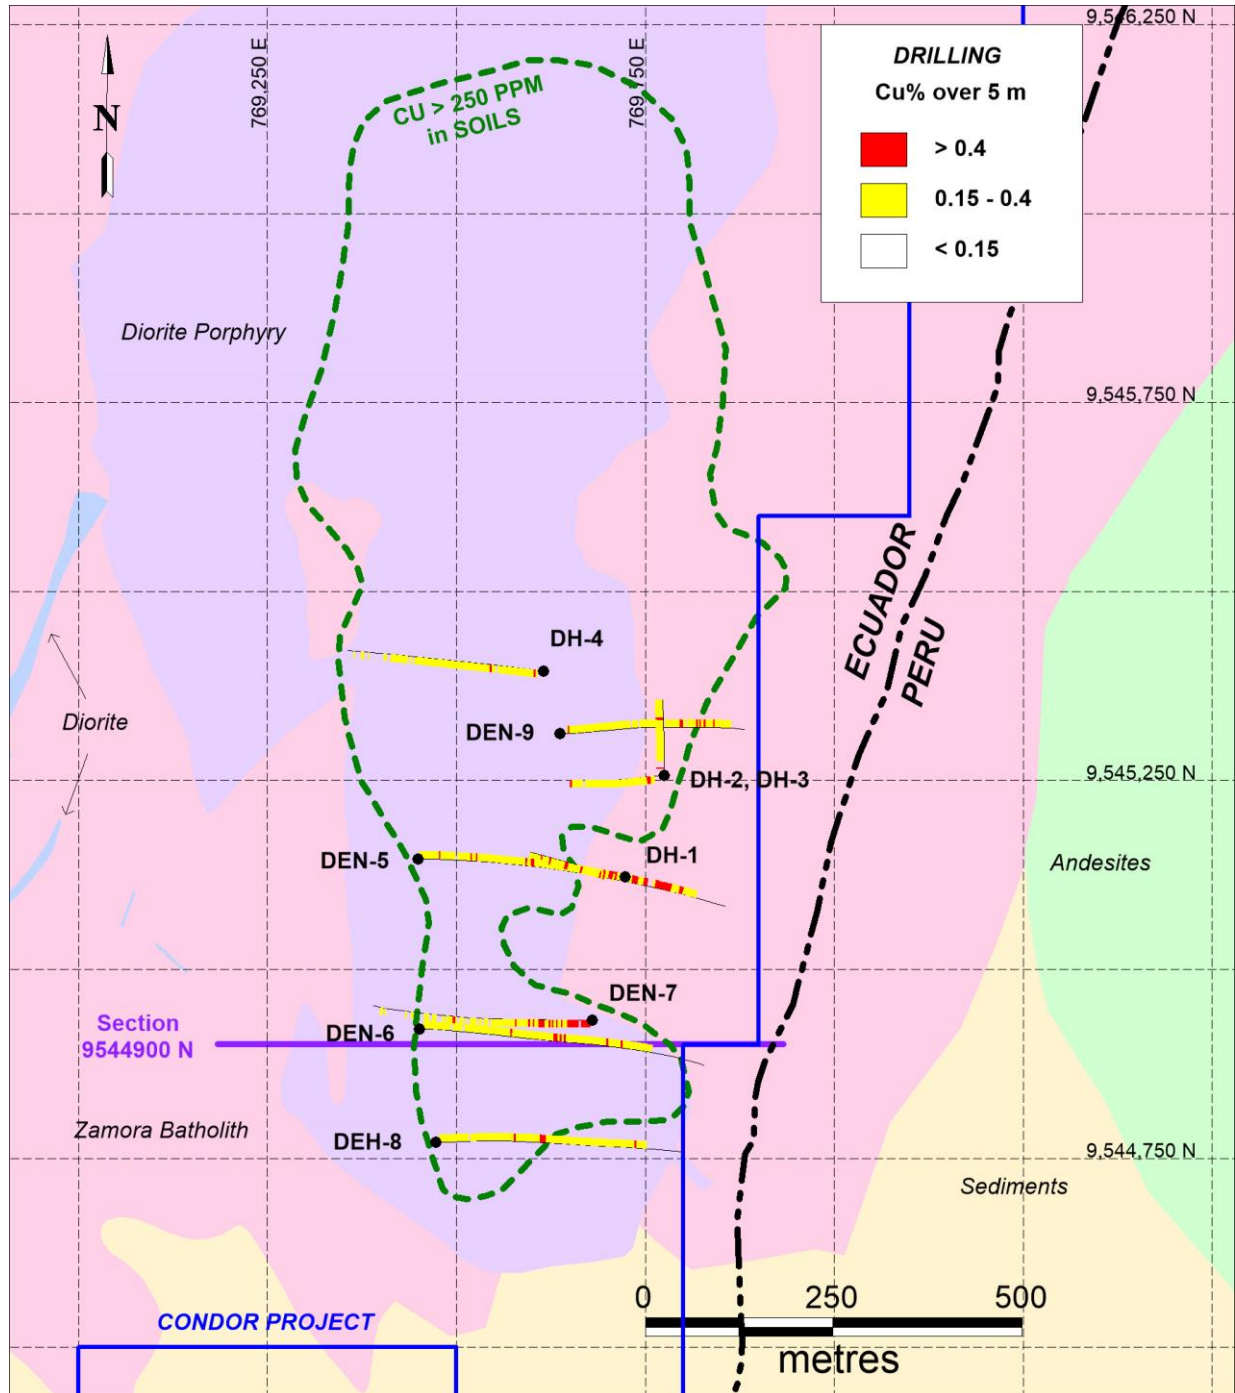 9,546,250 N
769,250 E
769,750 E
DRILLING
Cu% over 5 m
> 0.4
0.15 - 0.4
< 0.15
N
CU > 250 PPM
in SOILS
Diorite Porphyry
9,545,750 N
ECUADOR
PERU
DH-4
Diorite
DEN-9
DH-2, DH-3
9,545,250 N
DEN-5
DH-1
Andesites
DEN-7
Section
9544900 N
DEN-6
Zamora Batholith
DEH-8
9,544,750 N
Sediments
0 250 500
CONDOR PROJECT
metres